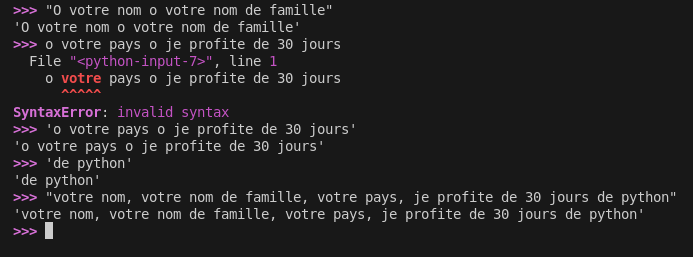 >>> "O votre nom o votre nom de famille"
'O votre nom o votre nom de famille'
>>> o votre pays o je profite de 30 jours
  File "<python-input-7>", line 1
    o votre pays o je profite de 30 jours
      ^^^^^
SyntaxError: invalid syntax
>>> 'o votre pays o je profite de 30 jours'
'o votre pays o je profite de 30 jours'
>>> 'de python'
'de python'
>>> "votre nom, votre nom de famille, votre pays, je profite de 30 jours de python"
'votre nom, votre nom de famille, votre pays, je profite de 30 jours de python'
>>>